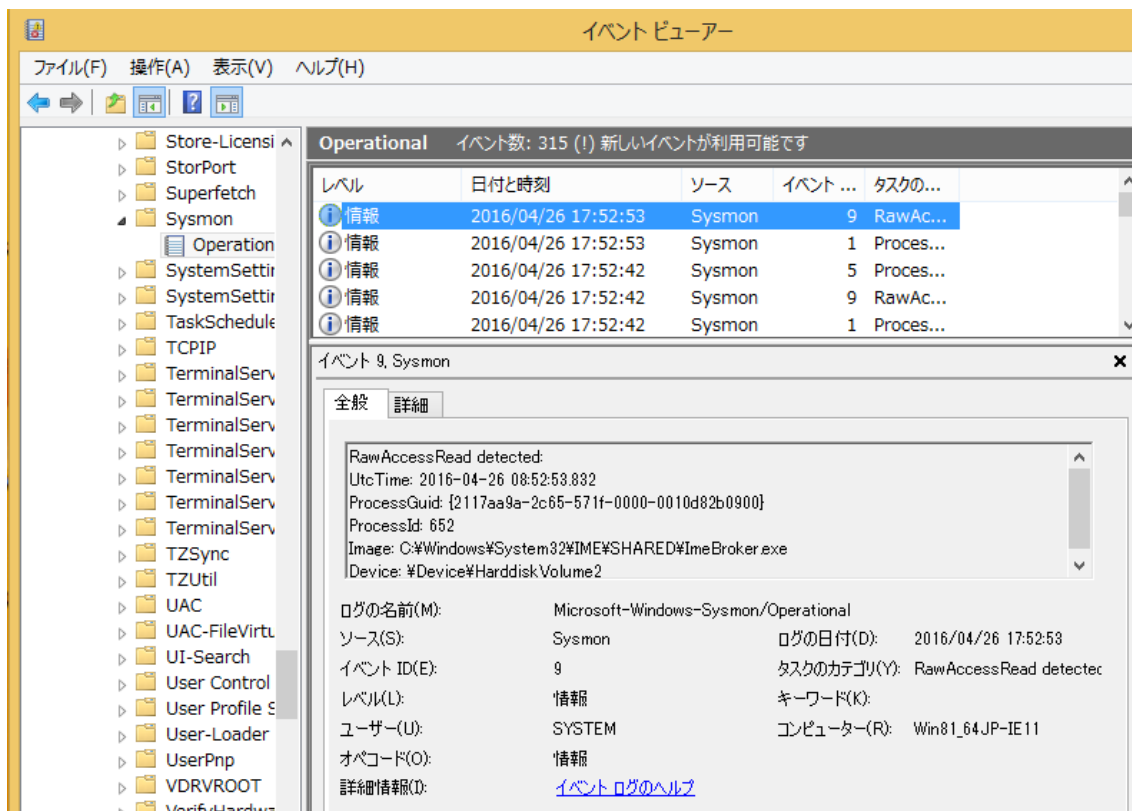 イベント ビューアー
ファイル(F) 操作(A) 表示(V) ヘルプ(H)
Store-Licensi
StorPort
Superfetch
Sysmon
Operation
SystemSettin
SystemSettin
TaskSchedule
TCPIP
TerminalServ
TerminalServ
TerminalServ
TerminalServ
TerminalServ
TerminalServ
TerminalServ
TZSync
TZUtil
UAC
UAC-FileVirtu
UI-Search
User Control
User Profile S
User-Loader
UserPnp
VDRVROOT
VerifyHardwa
Operational イベント数: 315 (!) 新しいイベントが利用可能です
レベル 日付と時刻 ソース イベント ... タスクの...
情報 2016/04/26 17:52:53 Sysmon 9 RawAc...
情報 2016/04/26 17:52:53 Sysmon 1 Proces...
情報 2016/04/26 17:52:42 Sysmon 5 Proces...
情報 2016/04/26 17:52:42 Sysmon 9 RawAc...
情報 2016/04/26 17:52:42 Sysmon 1 Proces...
イベント 9, Sysmon
全般 詳細
RawAccessRead detected:
UtcTime: 2016-04-26 08:52:53.832
ProcessGuid: {2117aa9a-2c65-571f-0000-0010d82b0900}
ProcessId: 652
Image: C:¥Windows¥System32¥IME¥SHARED¥ImeBroker.exe
Device: ¥Device¥HarddiskVolume2
ログの名前(M): Microsoft-Windows-Sysmon/Operational
ソース(S): Sysmon ログの日付(D): 2016/04/26 17:52:53
イベント ID(E): 9 タスクのカテゴリ(Y): RawAccessRead detected
レベル(L): 情報 キーワード(K):
ユーザー(U): SYSTEM コンピューター(R): Win81_64JP-IE11
オペコード(O): 情報
詳細情報(I): イベント ログのヘルプ